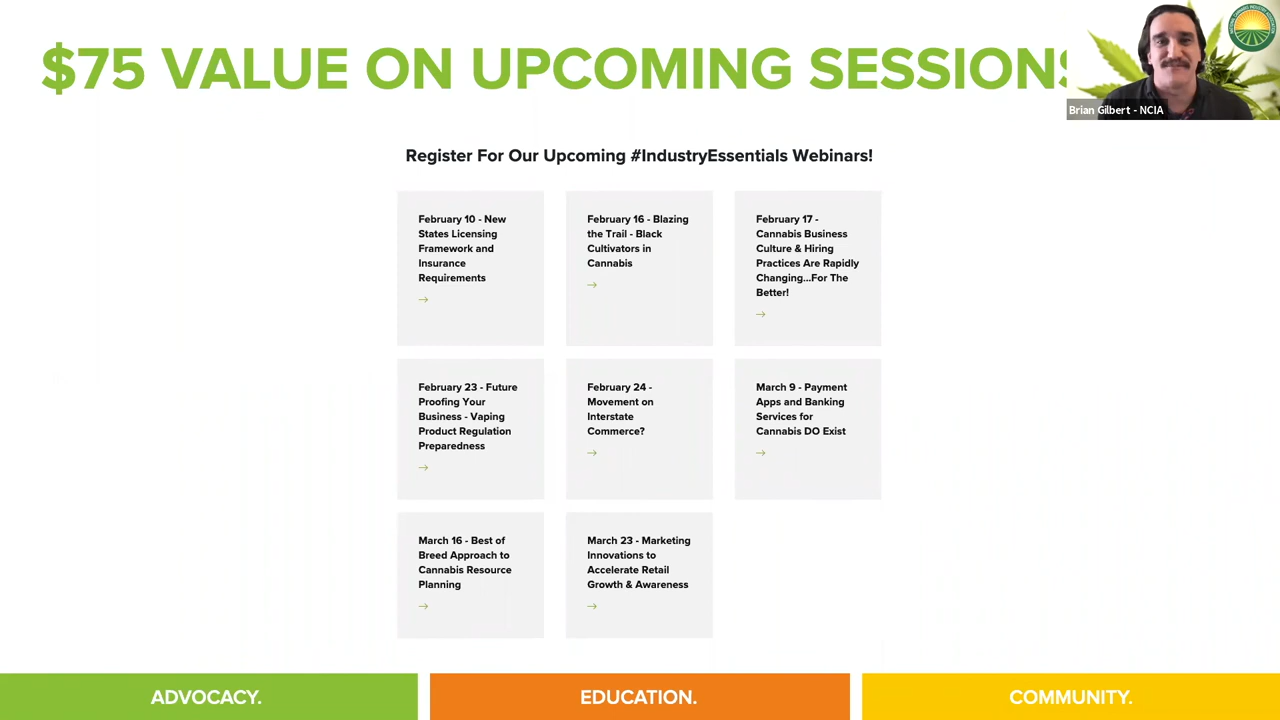 $75 VALUE ON UPCOMING SESSIONS
Brian Gilbert - NCIA
Register For Our Upcoming #IndustryEssentials Webinars!
February 10 - New
States Licensing
Framework and
Insurance
Requirements
→
February 16 - Blazing
the Trail - Black
Cultivators in
Cannabis
→
February 17 -
Cannabis Business
Culture & Hiring
Practices Are Rapidly
Changing...For The
Better!
→
February 23 - Future
Proofing Your
Business - Vaping
Product Regulation
Preparedness
→
February 24 -
Movement on
Interstate
Commerce?
→
March 9 - Payment
Apps and Banking
Services for
Cannabis DO Exist
→
March 16 - Best of
Breed Approach to
Cannabis Resource
Planning
→
March 23 - Marketing
Innovations to
Accelerate Retail
Growth & Awareness
→
ADVOCACY.
EDUCATION.
COMMUNITY.